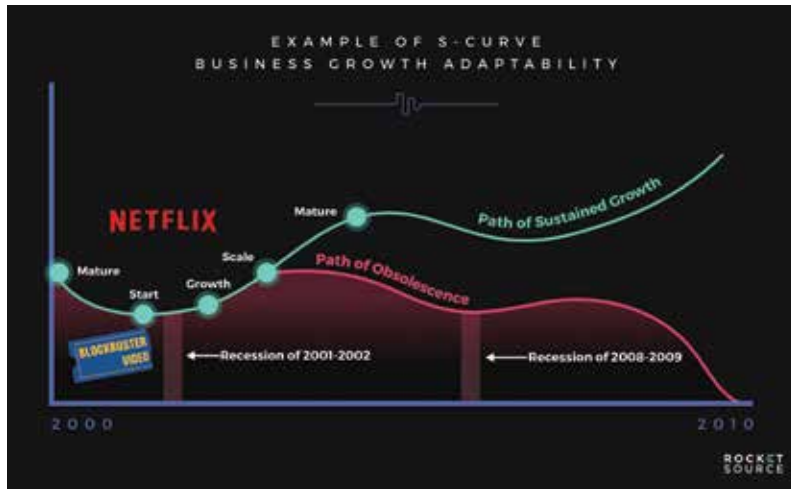 EXAMPLE OF S-CURVE
BUSINESS GROWTH ADAPTABILITY
NETFLIX
Mature
Path of Sustained Growth
Scale
Mature
Path of Obsolescence
Growth
Start
BLOCKBUSTER
VIDEO
Recession of 2001-2002
Recession of 2008-2009
2000
2010
ROCKET
SOURCE